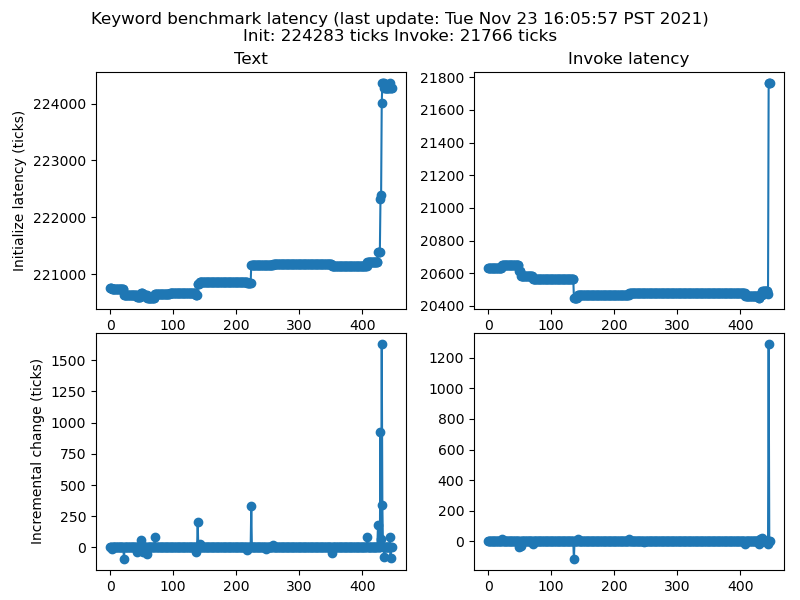 Keyword benchmark latency (last update: Tue Nov 23 16:05:57 PST 2021)
Init: 224283 ticks Invoke: 21766 ticks
Text
Invoke latency
Initialize latency (ticks)
224000
223000
222000
221000
0 100 200 300 400
21800
21600
21400
21200
21000
20800
20600
20400
0 100 200 300 400
Incremental change (ticks)
1500
1250
1000
750
500
250
0
0 100 200 300 400
1200
1000
800
600
400
200
0
0 100 200 300 400